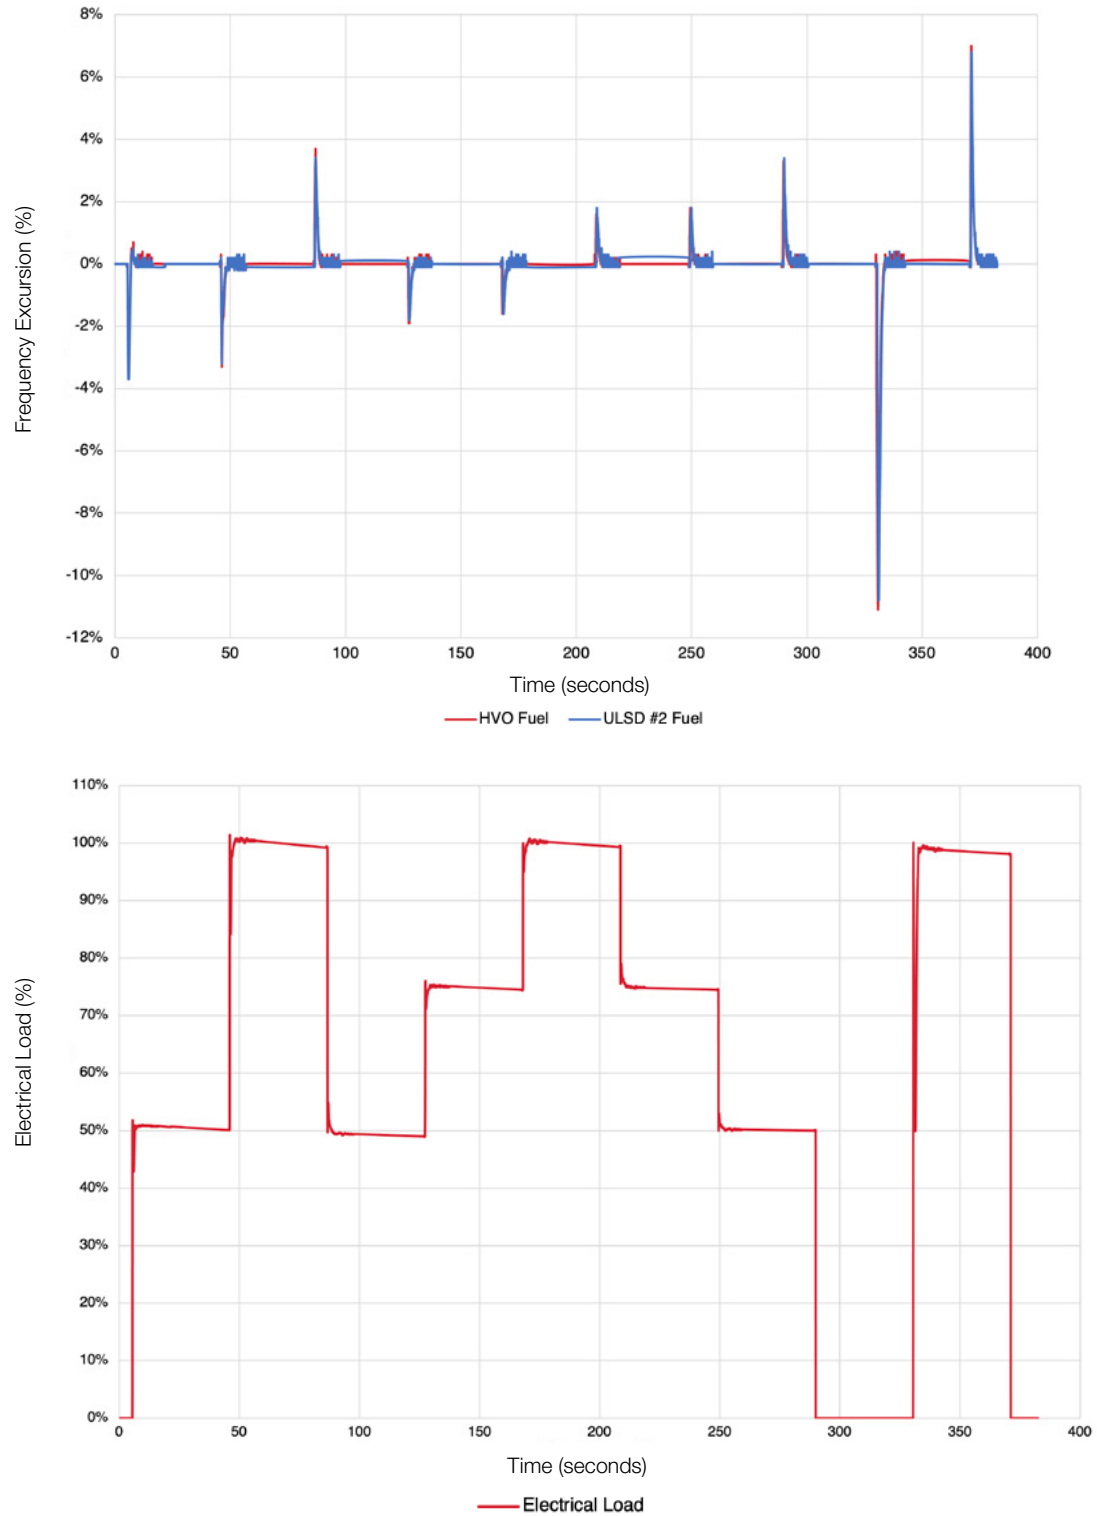 8%
6%
4%
2%
0%
-2%
-4%
-6%
-8%
-10%
-12%
Frequency Excursion (%)
0 50 100 150 200 250 300 350 400
Time (seconds)
HVO Fuel ULSD #2 Fuel
110%
100%
90%
80%
70%
60%
50%
40%
30%
20%
10%
0%
Electrical Load (%)
0 50 100 150 200 250 300 350 400
Time (seconds)
Electrical Load